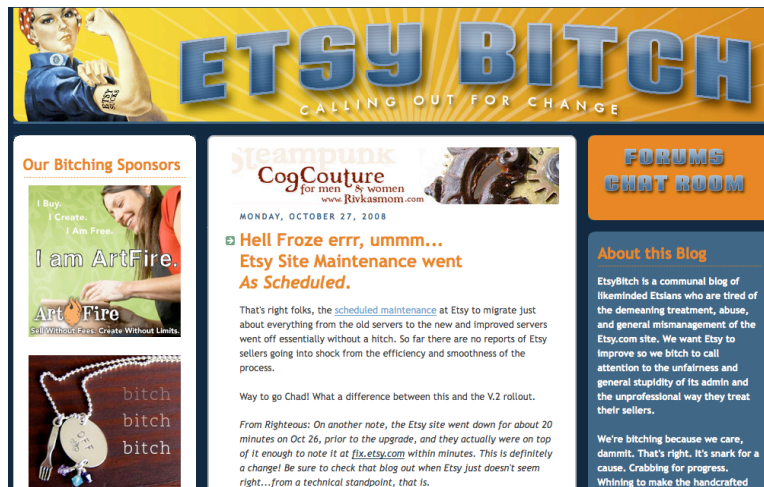 ETSY BITCH
CALLING OUT FOR CHANGE
ETSY
SUCKS
Our Bitching Sponsors
I Buy.
I Create.
I Am Free.
I am ArtFire.
Art Fire
Sell Without Fees. Create Without Limits.
bitch
bitch
bitch
Steampunk
CogCouture
for men & women
www.Rivkasmom.com
MONDAY, OCTOBER 27, 2008
Hell Froze errr, ummm...
Etsy Site Maintenance went
As Scheduled.
That's right folks, the scheduled maintenance at Etsy to migrate just
about everything from the old servers to the new and improved servers
went off essentially without a hitch. So far there are no reports of Etsy
sellers going into shock from the efficiency and smoothness of the
process.
Way to go Chad! What a difference between this and the V.2 rollout.
From Righteous: On another note, the Etsy site went down for about 20
minutes on Oct 26, prior to the upgrade, and they actually were on top
of it enough to note it at fix.etsy.com within minutes. This is definitely
a change! Be sure to check that blog out when Etsy just doesn't seem
right...from a technical standpoint, that is.
FORUMS
CHAT ROOM
About this Blog
EtsyBitch is a communal blog of
likeminded Etsians who are tired of
the demeaning treatment, abuse,
and general mismanagement of the
Etsy.com site. We want Etsy to
improve so we bitch to call
attention to the unfairness and
general stupidity of its admin and
the unprofessional way they treat
their sellers.
We're bitching because we care,
dammit. That's right. It's snark for a
cause. Crabbing for progress.
Whining to make the handcrafted